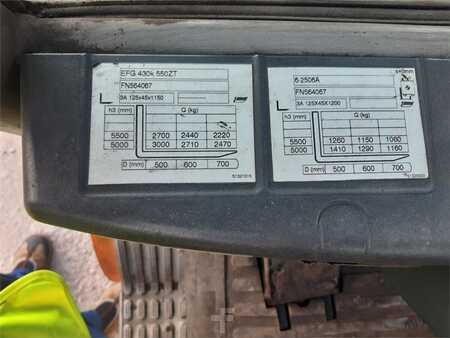 EFG 430k 550ZT
FN564067
3A 125x45x1150
h3 (mm) Q (kg)
5500 2700 2440 2220
5000 3000 2710 2470
D (mm) 500 600 700
FN564067
3A 125X45X1200
h3 (mm) Q (kg)
5500 1260 1150 1060
5000 1410 1290 1160
D (mm) 500 600 700